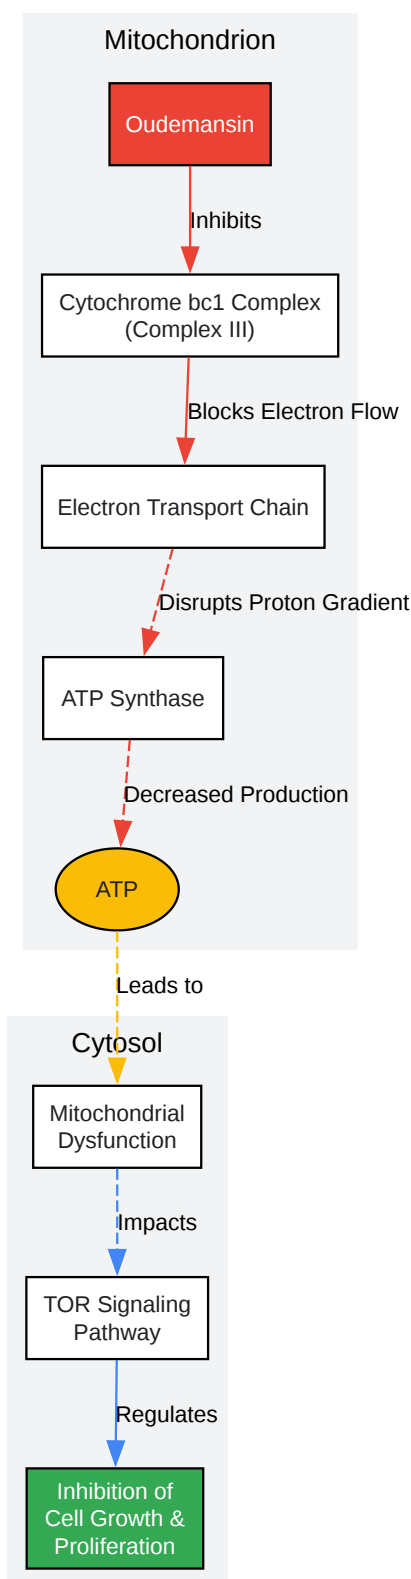 Mitochondrion
Oudemansin
Inhibits
Cytochrome bc1 Complex
(Complex III)
Blocks Electron Flow
Electron Transport Chain
Disrupts Proton Gradient
ATP Synthase
Decreased Production
ATP
Leads to
Cytosol
Mitochondrial
Dysfunction
Impacts
TOR Signaling
Pathway
Regulates
Inhibition of
Cell Growth &
Proliferation